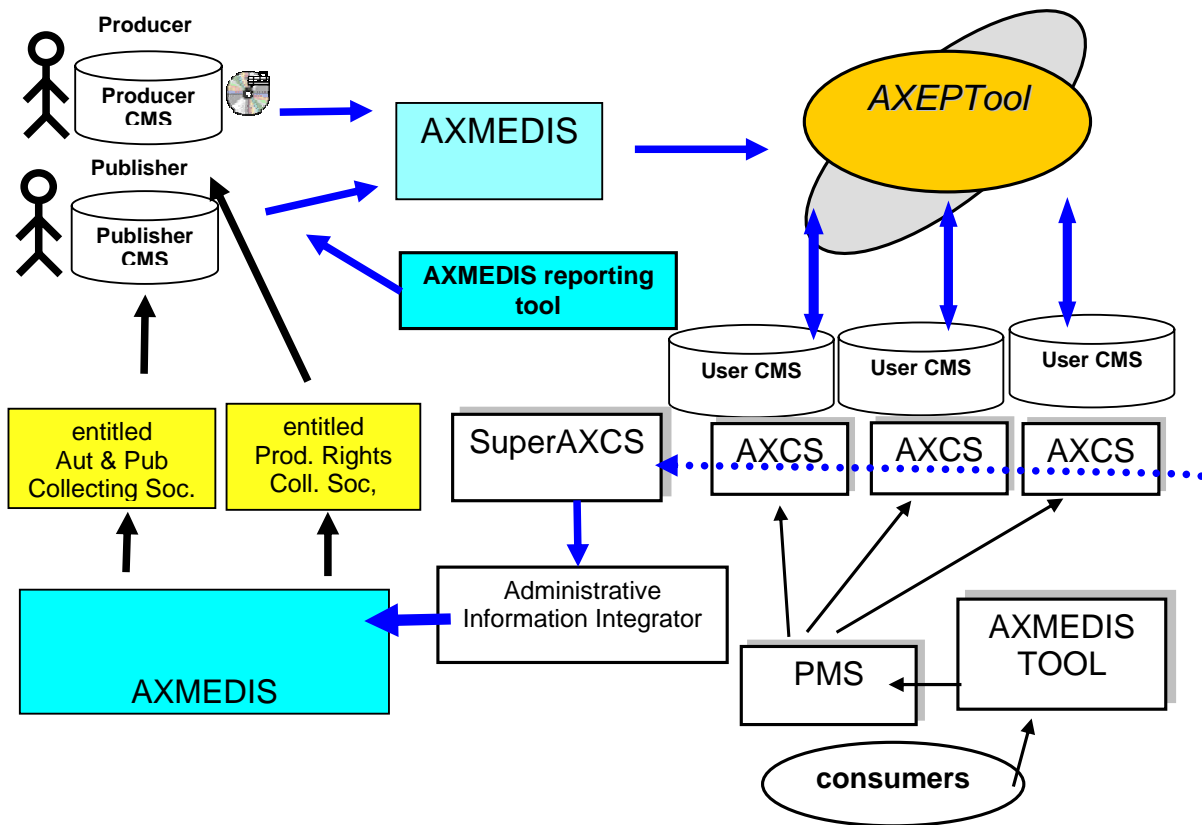 Producer
Producer
CMS
AXMEDIS
AXEPTool
Publisher
Publisher
CMS
AXMEDIS reporting
tool
User CMS
User CMS
User CMS
entitled
Aut & Pub
Collecting Soc.
entitled
Prod. Rights
Coll. Soc,
SuperAXCS
AXCS
AXCS
AXCS
Administrative
Information Integrator
AXMEDIS
PMS
AXMEDIS
TOOL
consumers